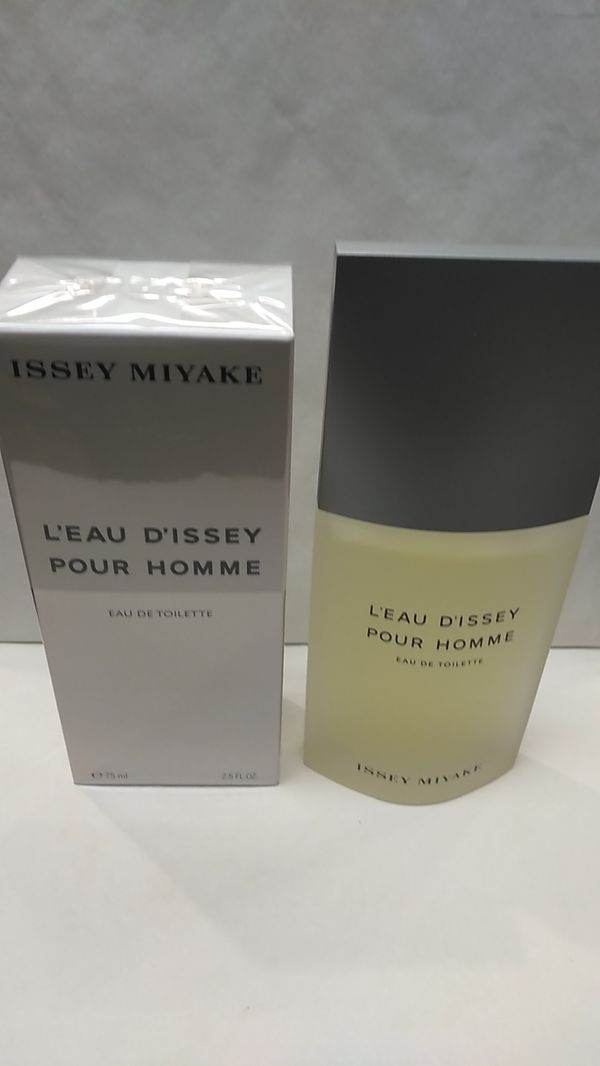 ISSEY MIYAKE
L'EAU D'ISSEY
POUR HOMME
EAU DE TOILETTE
℮ 75 ml 2.5 FL.OZ.
L'EAU D'ISSEY
POUR HOMME
EAU DE TOILETTE
ISSEY MIYAKE